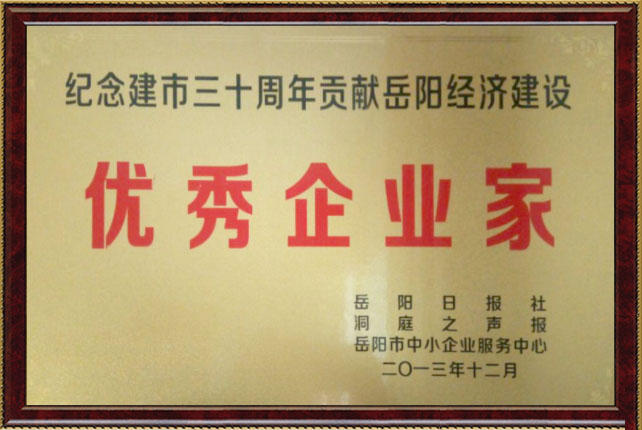 纪念建市三十周年贡献岳阳经济建设
优秀企业家
岳阳日报社
洞庭之声报
岳阳市中小企业服务中心
二〇一三年十二月